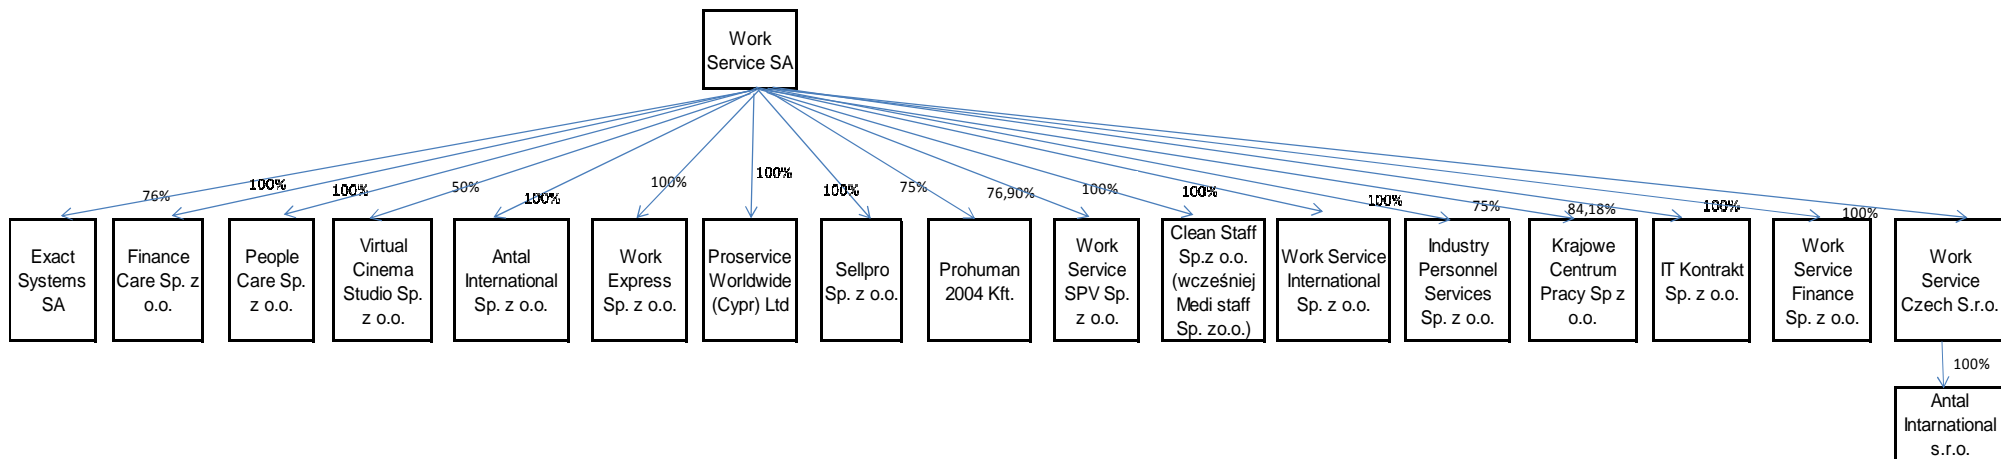 Work
Service SA
76%
100%
100%
50%
100%
100%
100%
100%
75%
76,90%
100%
100%
100%
75%
84,18%
100%
100%
Exact
Systems
SA
Finance
Care Sp. z
o.o.
People
Care Sp.
z o.o.
Virtual
Cinema
Studio Sp.
z o.o.
Antal
International
Sp. z o.o.
Work
Express
Sp. z o.o.
Proservice
Worldwide
(Cypr) Ltd
Sellpro
Sp. z o.o.
Prohuman
2004 Kft.
Work
Service
SPV Sp.
z o.o.
Clean Staff
Sp.z o.o.
(wcześniej
Medi staff
Sp. zo.o.)
Work Service
International
Sp. z o.o.
Industry
Personnel
Services
Sp. z o.o.
Krajowe
Centrum
Pracy Sp z
o.o.
IT Kontrakt
Sp. z o.o.
Work
Service
Finance
Sp. z o.o.
Work
Service
Czech S.r.o.
100%
Antal
Intarnational
s.r.o.